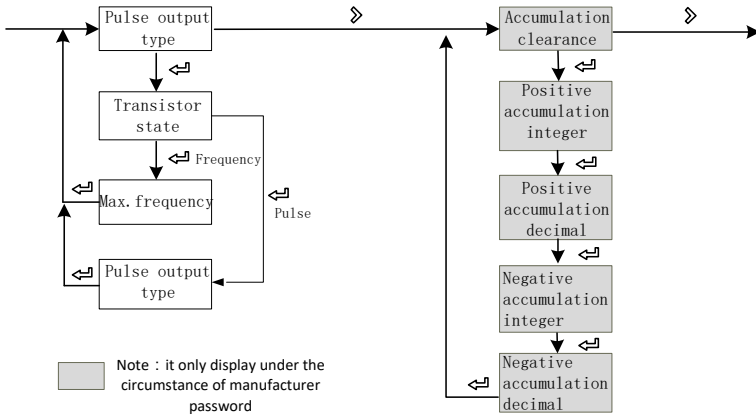 Pulse output
type
Transistor
state
Frequency
Max.frequency
Pulse
Pulse output
type
Note：it only display under the
circumstance of manufacturer
password
Accumulation
clearance
Positive
accumulation
integer
Positive
accumulation
decimal
Negative
accumulation
integer
Negative
accumulation
decimal